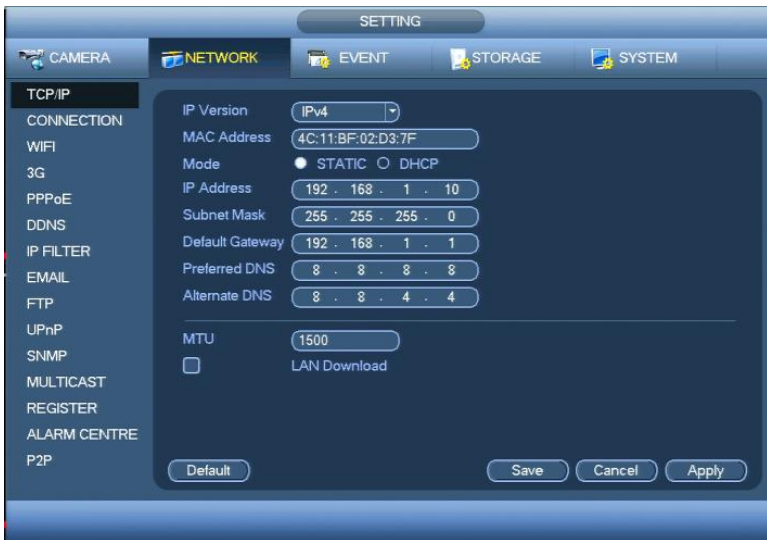 SETTING
CAMERA NETWORK EVENT STORAGE SYSTEM
TCP/IP
CONNECTION
WIFI
3G
PPPoE
DDNS
IP FILTER
EMAIL
FTP
UPnP
SNMP
MULTICAST
REGISTER
ALARM CENTRE
P2P
IP Version IPv4
MAC Address 4C:11:BF:02:D3:7F
Mode STATIC DHCP
IP Address 192 . 168 . 1 . 10
Subnet Mask 255 . 255 . 255 . 0
Default Gateway 192 . 168 . 1 . 1
Preferred DNS 8 . 8 . 8 . 8
Alternate DNS 8 . 8 . 4 . 4
MTU 1500
LAN Download
Default Save Cancel Apply